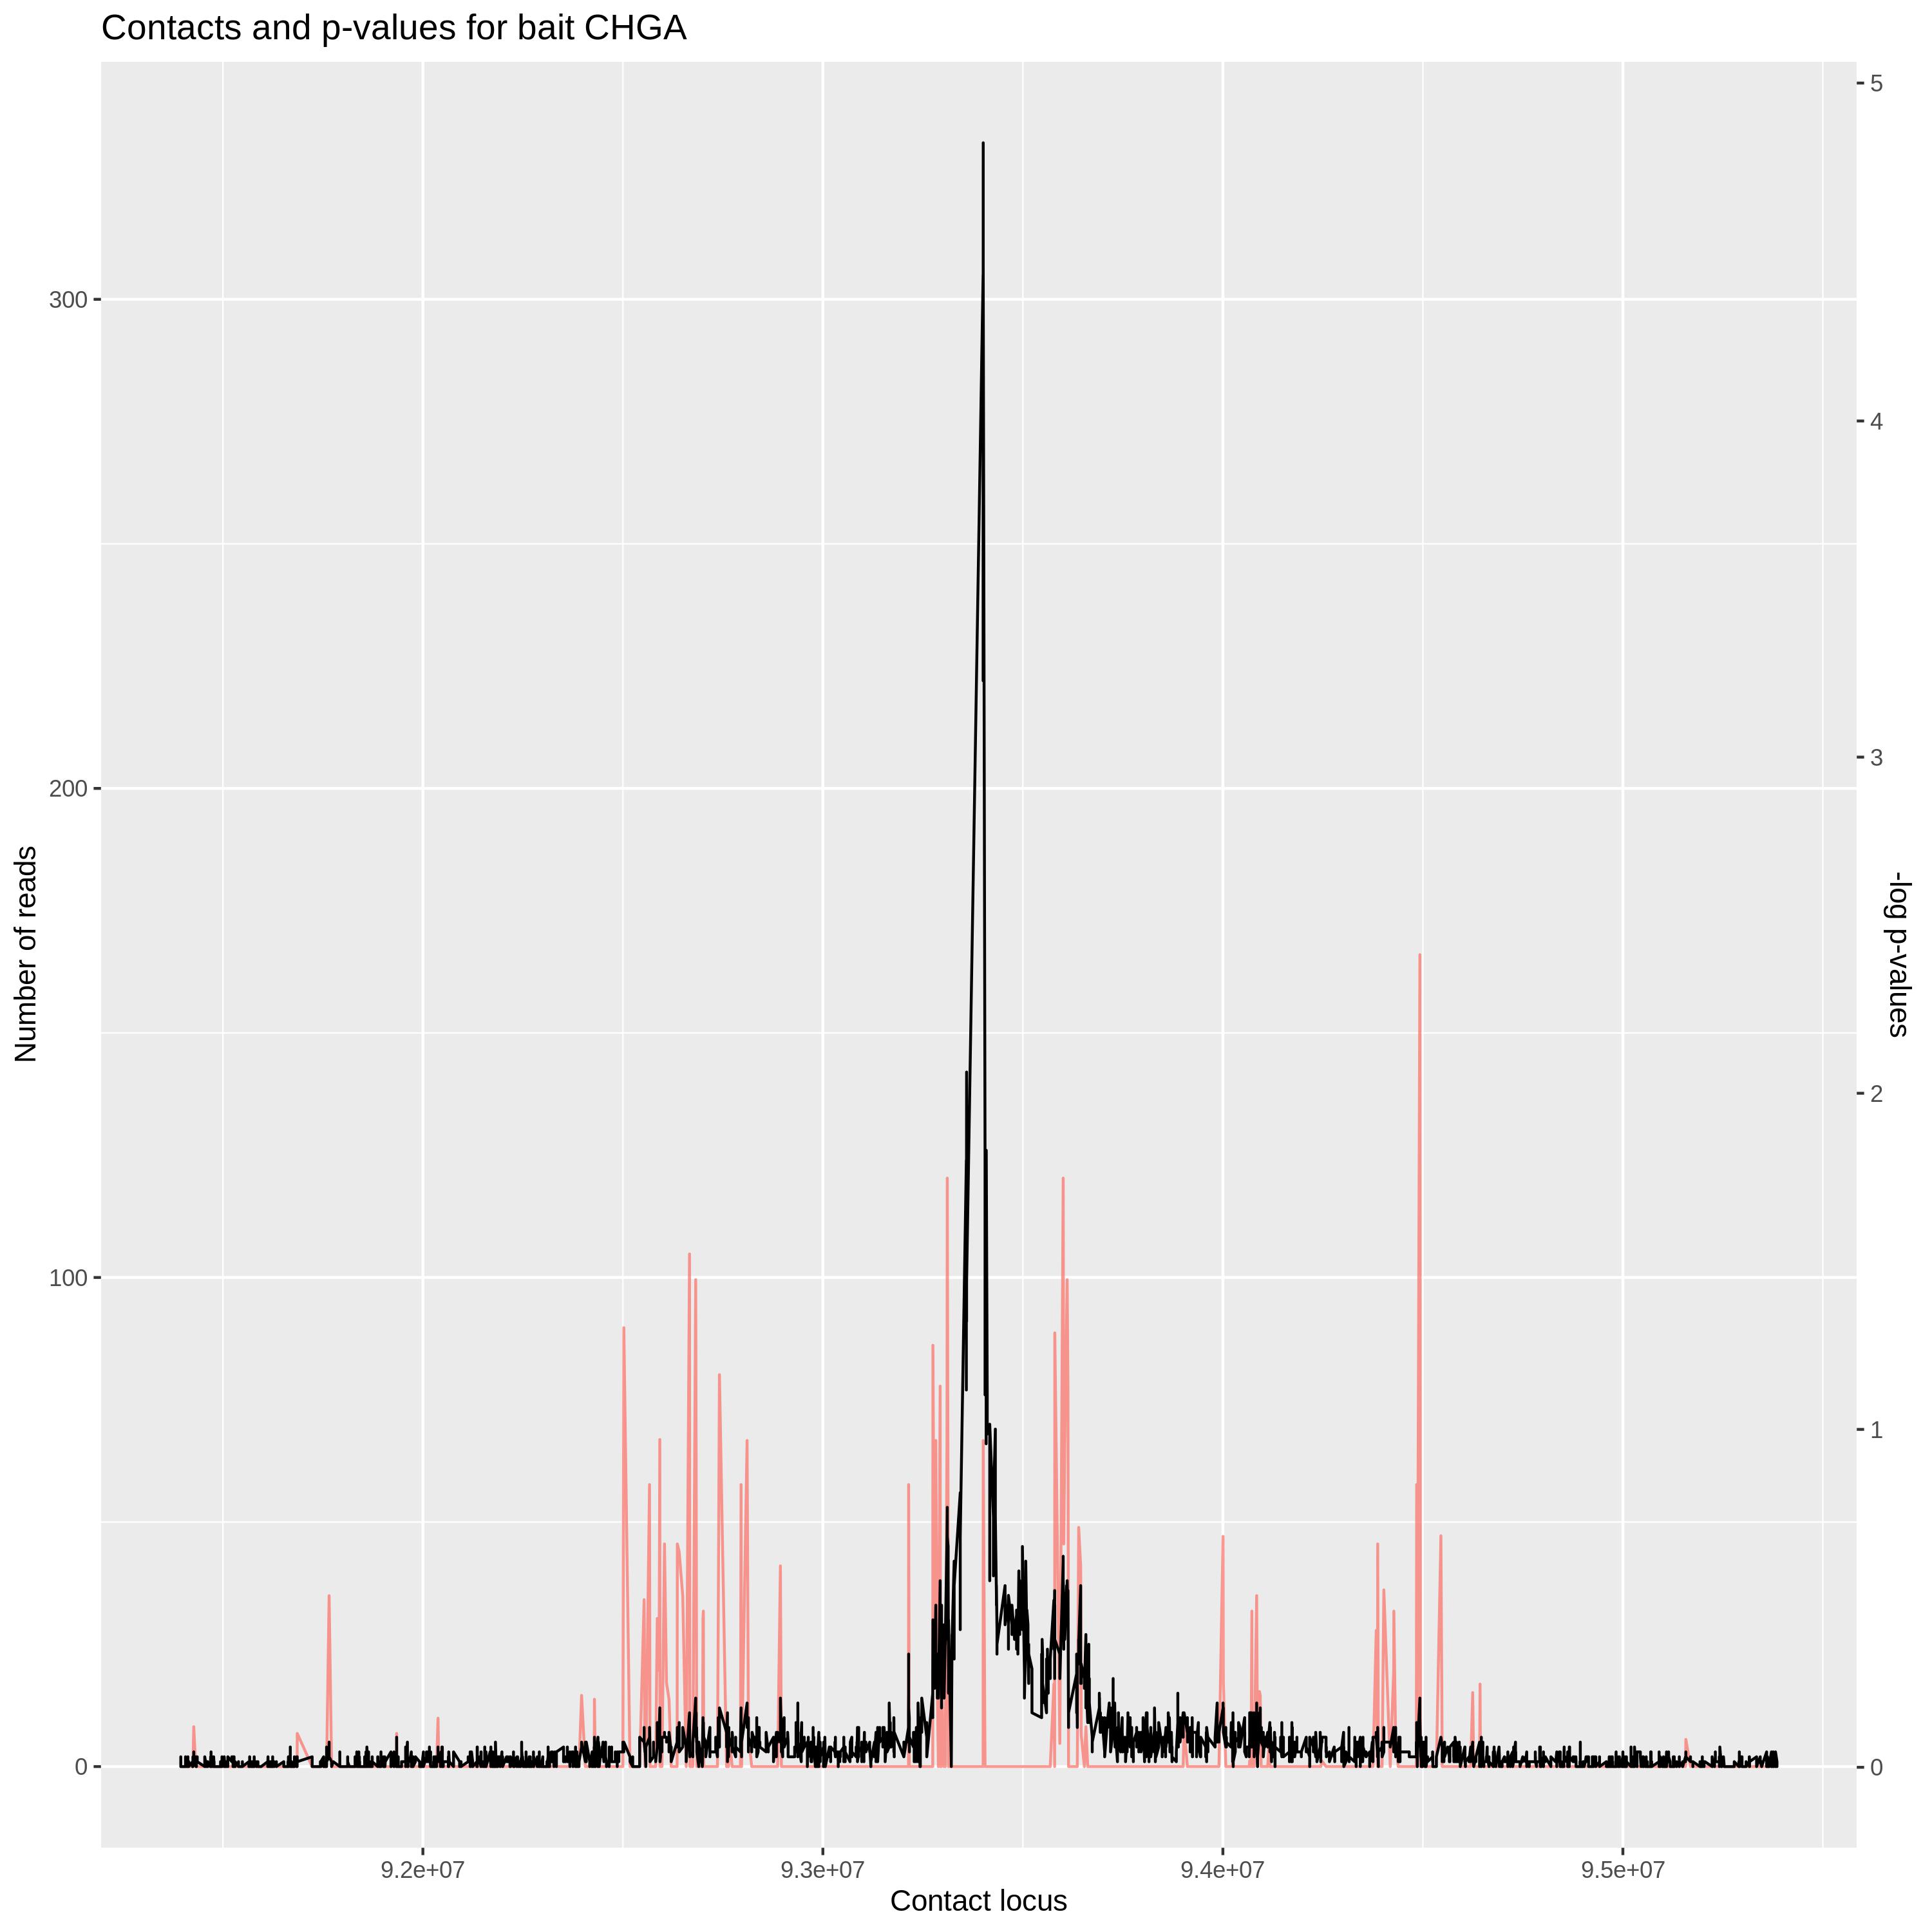 Contacts and p-values for bait CHGA
300
200
100
0
Number of reads
5
4
3
2
1
0
-log p-values
9.2e+07
9.3e+07
9.4e+07
9.5e+07
Contact locus